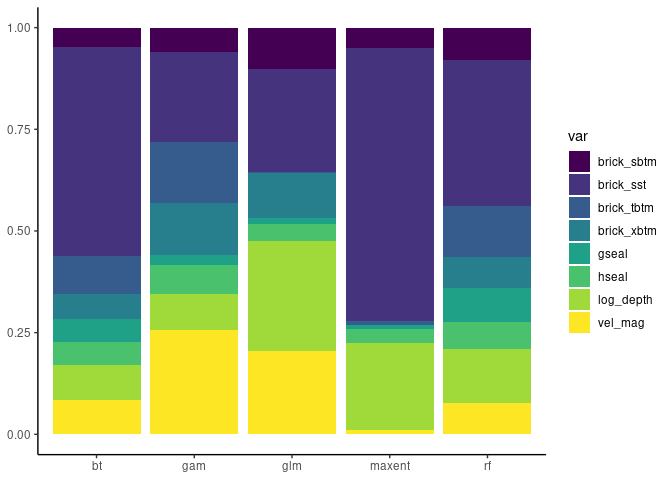 1.00
0.75
0.50
0.25
0.00
bt gam glm maxent rf
var
brick_sbtm
brick_sst
brick_tbtm
brick_xbtm
gseal
hseal
log_depth
vel_mag